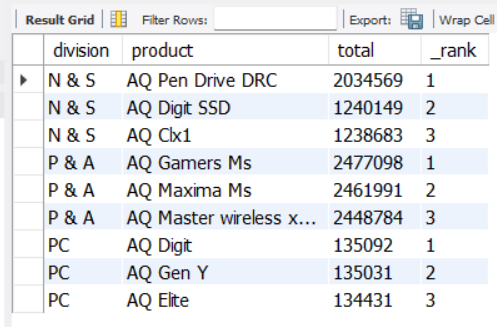 Result Grid Filter Rows: Export: Wrap Cell
division product total _rank
N & S AQ Pen Drive DRC 2034569 1
N & S AQ Digit SSD 1240149 2
N & S AQ Clx1 1238683 3
P & A AQ Gamers Ms 2477098 1
P & A AQ Maxima Ms 2461991 2
P & A AQ Master wireless x... 2448784 3
PC AQ Digit 135092 1
PC AQ Gen Y 135031 2
PC AQ Elite 134431 3